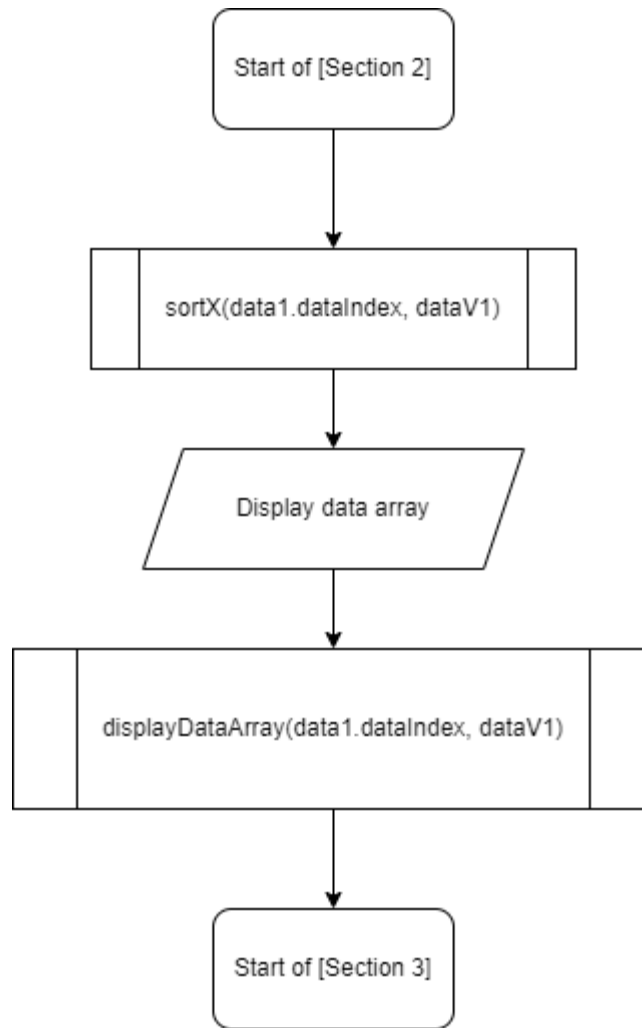 Start of [Section 2]
sortX(data1.dataIndex, dataV1)
Display data array
displayDataArray(data1.dataIndex, dataV1)
Start of [Section 3]